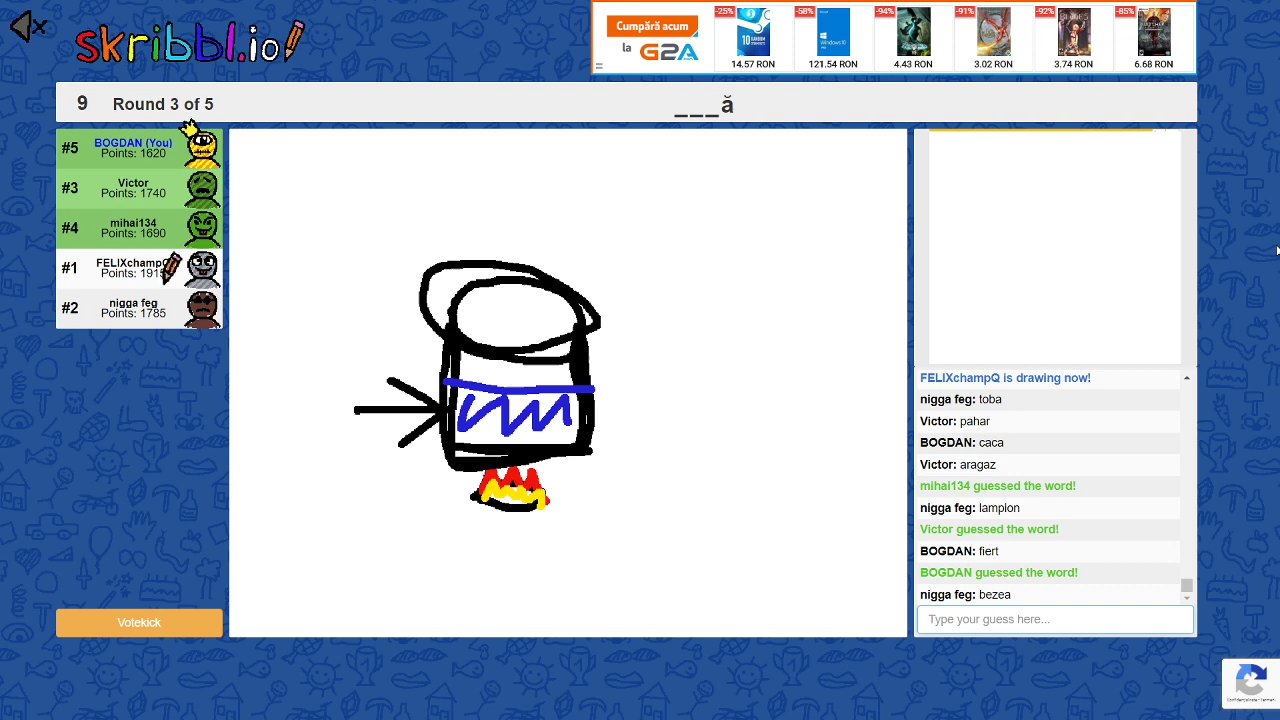 skribbl.io
Cumpără acum
la G2A
-25%
-58%
-94%
-91%
-92%
-85%
14.57 RON
121.54 RON
4.43 RON
3.02 RON
3.74 RON
6.68 RON
9
Round 3 of 5
___ă
#5
BOGDAN (You)
Points: 1620
#3
Victor
Points: 1740
#4
mihai134
Points: 1690
#1
FELIXchampQ
Points: 191
#2
nigga feg
Points: 1785
FELIXchampQ is drawing now!
nigga feg: toba
Victor: pahar
BOGDAN: caca
Victor: aragaz
mihai134 guessed the word!
nigga feg: lampion
Victor guessed the word!
BOGDAN: fiert
BOGDAN guessed the word!
nigga feg: bezea
Type your guess here...
Votekick